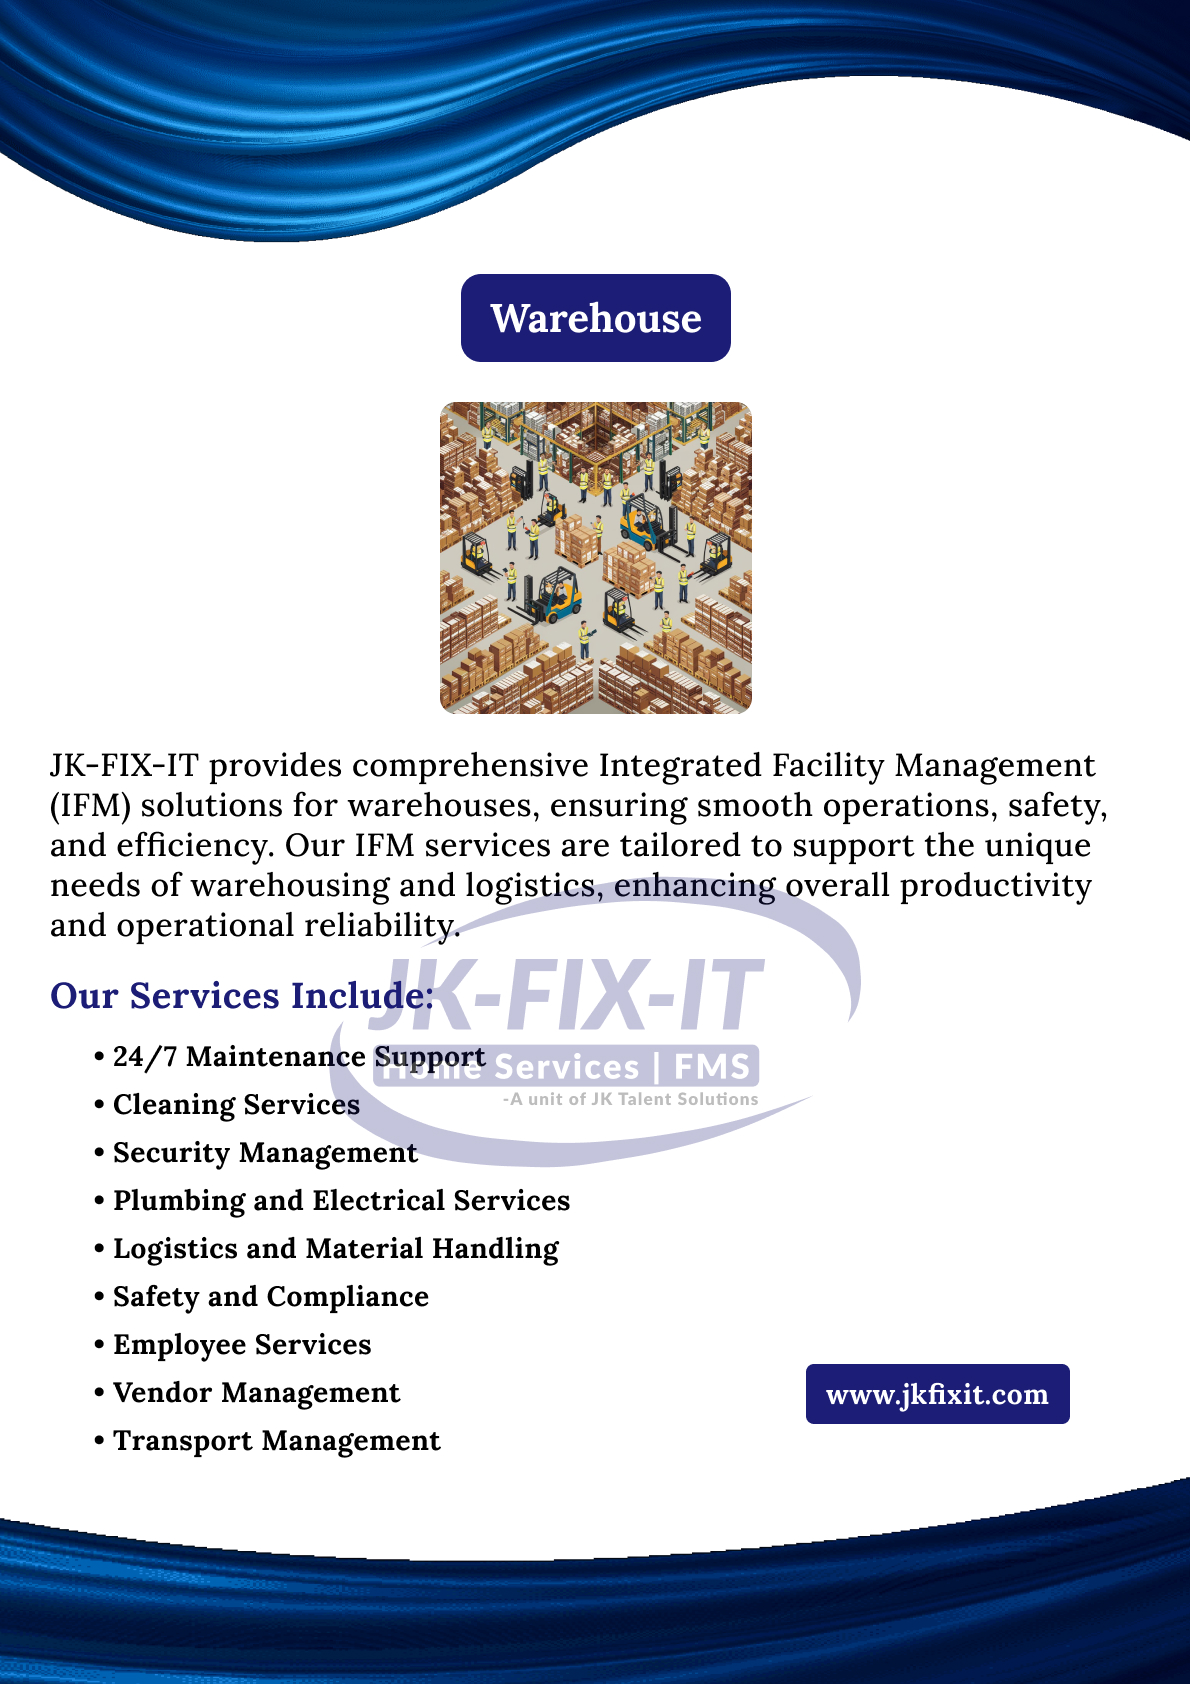 Warehouse
JK-FIX-IT provides comprehensive Integrated Facility Management
(IFM) solutions for warehouses, ensuring smooth operations, safety,
and efficiency. Our IFM services are tailored to support the unique
needs of warehousing and logistics, enhancing overall productivity
and operational reliability.
JK-FIX-IT
Home Services | FMS
-A unit of JK Talent Solutions
Our Services Include:
• 24/7 Maintenance Support
• Cleaning Services
• Security Management
• Plumbing and Electrical Services
• Logistics and Material Handling
• Safety and Compliance
• Employee Services
• Vendor Management
• Transport Management
www.jkfixit.com